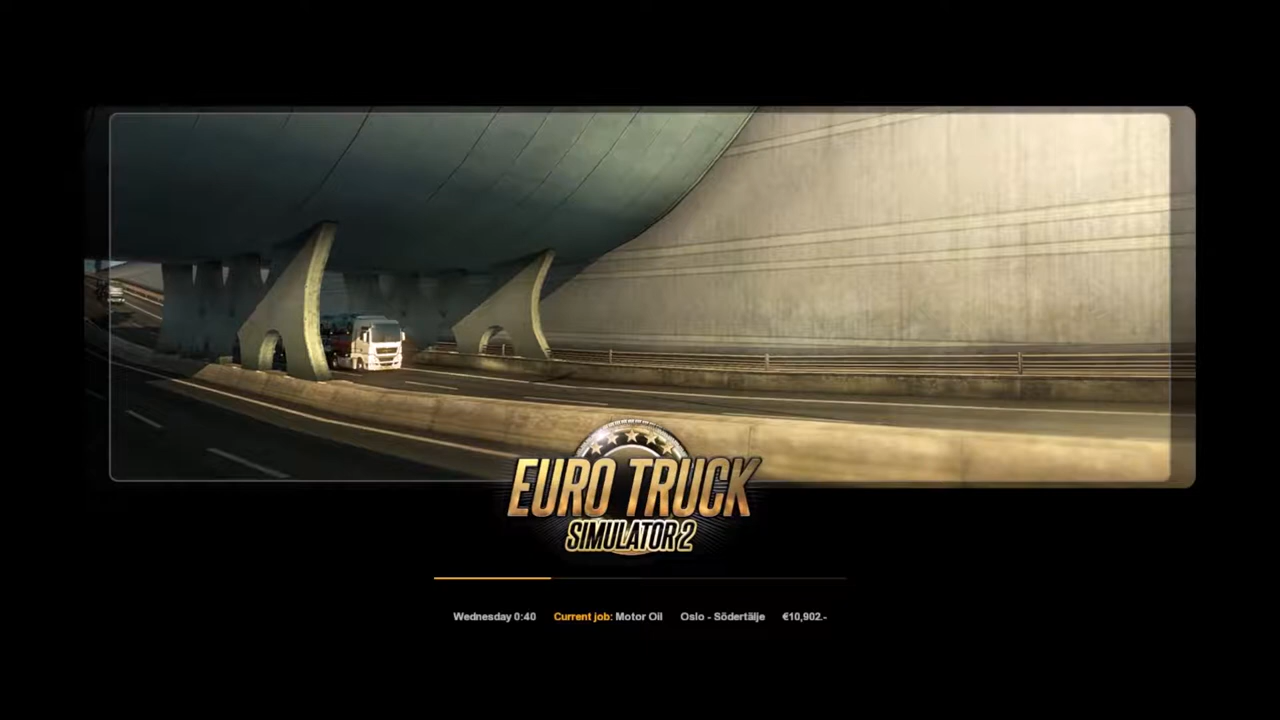 EURO TRUCK
SIMULATOR 2
Wednesday 0:40 Current job: Motor Oil Oslo - Södertälje €10,902.-